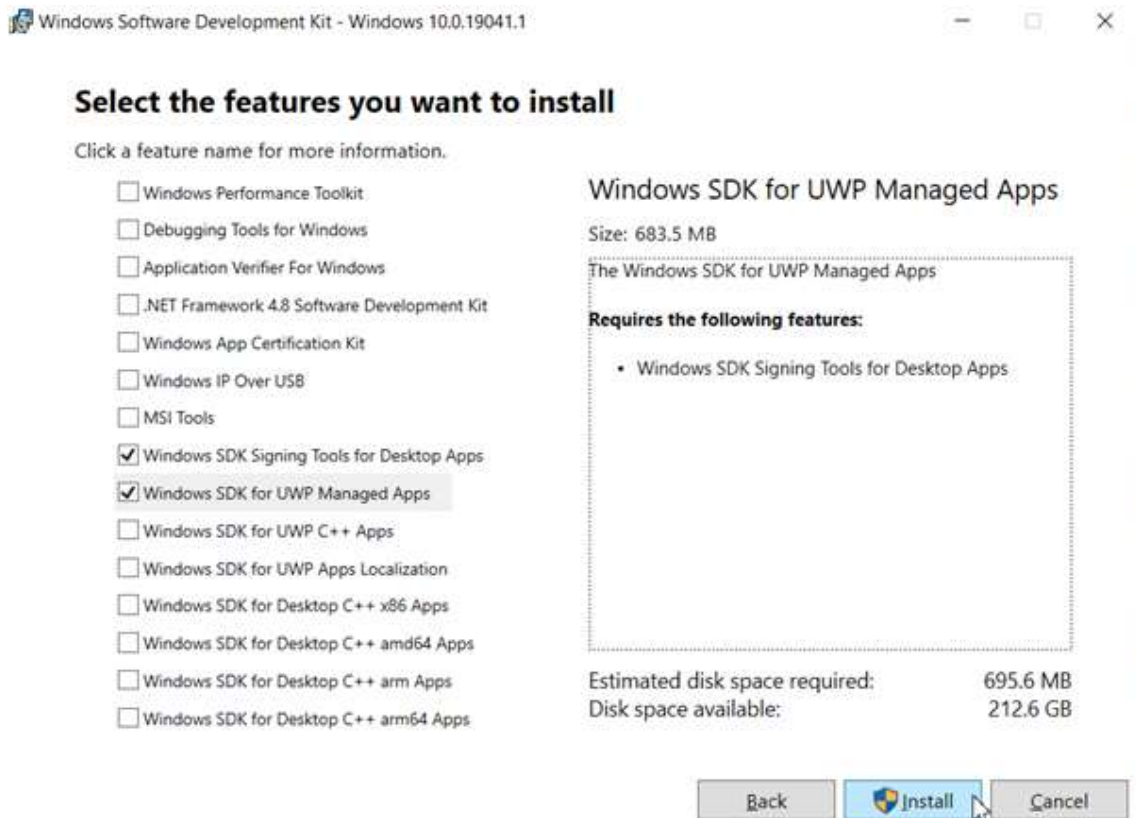 Windows Software Development Kit - Windows 10.0.19041.1
Select the features you want to install
Click a feature name for more information.
Windows Performance Toolkit
Debugging Tools for Windows
Application Verifier For Windows
.NET Framework 4.8 Software Development Kit
Windows App Certification Kit
Windows IP Over USB
MSI Tools
Windows SDK Signing Tools for Desktop Apps
Windows SDK for UWP Managed Apps
Windows SDK for UWP C++ Apps
Windows SDK for UWP Apps Localization
Windows SDK for Desktop C++ x86 Apps
Windows SDK for Desktop C++ amd64 Apps
Windows SDK for Desktop C++ arm Apps
Windows SDK for Desktop C++ arm64 Apps
Windows SDK for UWP Managed Apps
Size: 683.5 MB
The Windows SDK for UWP Managed Apps
Requires the following features:
• Windows SDK Signing Tools for Desktop Apps
Estimated disk space required: 695.6 MB
Disk space available: 212.6 GB
Back Install Cancel